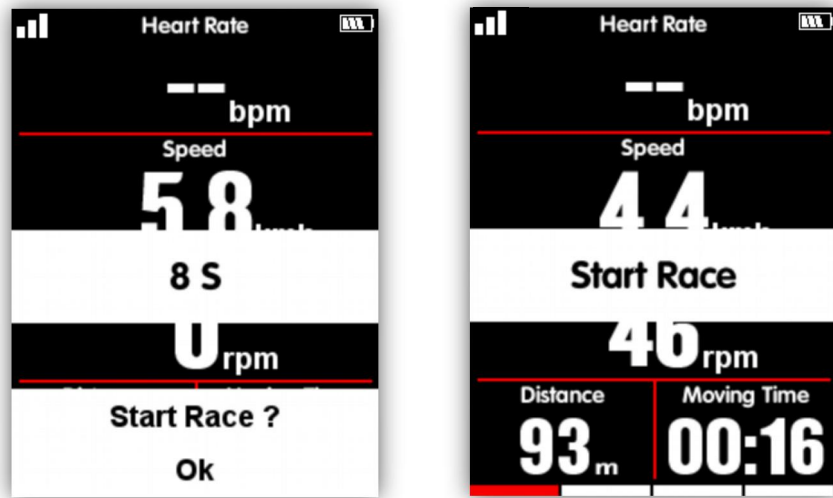 Heart Rate
--
bpm
Speed
5.8
8 S
0 rpm
Start Race ?
Ok
Heart Rate
--
bpm
Speed
4.4
Start Race
46 rpm
Distance
Moving Time
93 m
00:16